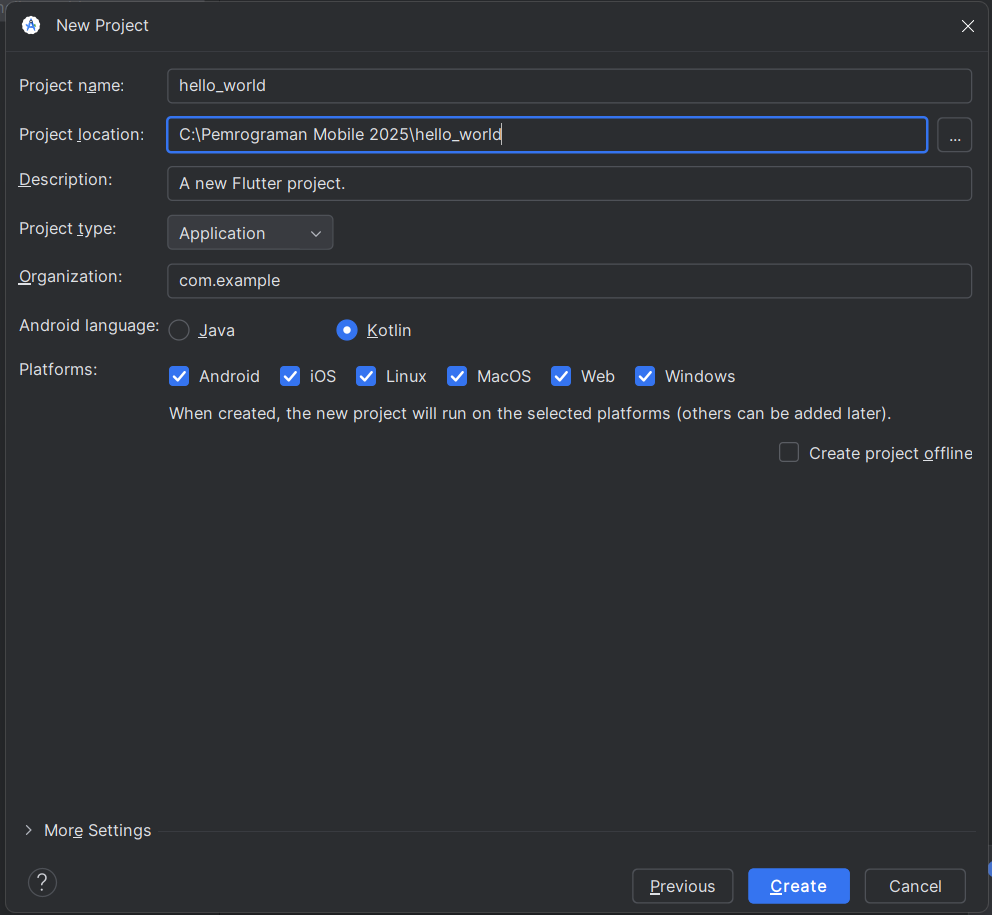 New Project
Project name: hello_world
Project location: C:\Pemrograman Mobile 2025\hello_world ...
Description: A new Flutter project.
Project type: Application
Organization: com.example
Android language: Java Kotlin
Platforms: Android iOS Linux MacOS Web Windows
When created, the new project will run on the selected platforms (others can be added later).
Create project offline
More Settings
? Previous Create Cancel